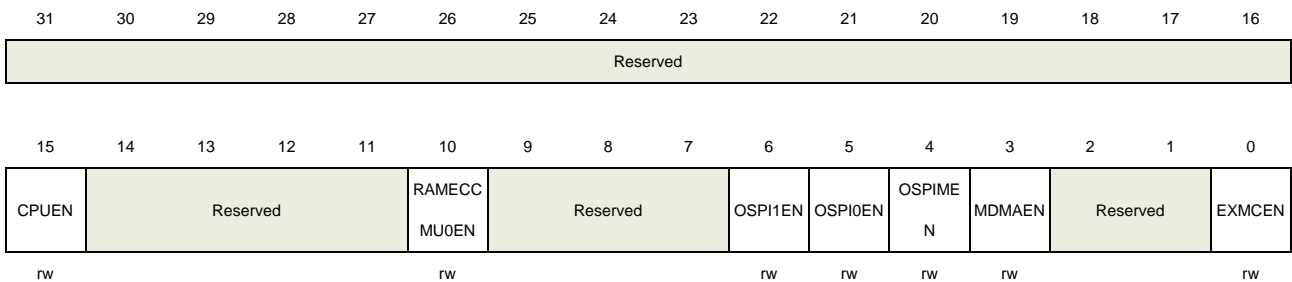 31 30 29 28 27 26 25 24 23 22 21 20 19 18 17 16
Reserved
15 14 13 12 11 10 9 8 7 6 5 4 3 2 1 0
CPUEN Reserved RAMECC MU0EN Reserved OSPI1EN OSPI0EN OSPIME N MDMAEN Reserved EXMCEN
rw rw rw rw rw rw rw